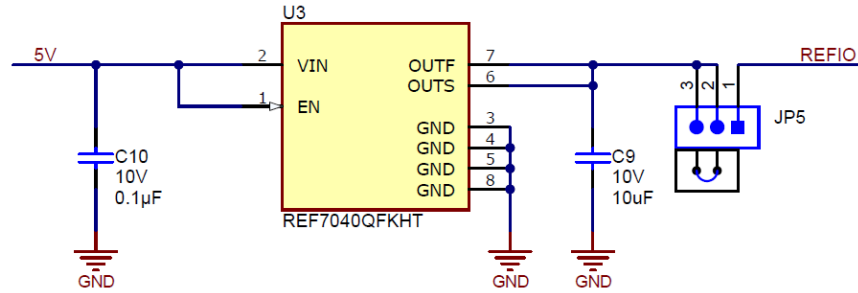 U3
5V
2
VIN
OUTF
7
REFIO
OUTS
6
1
EN
3
2
1
GND
3
JP5
GND
4
C10
10V
0.1µF
GND
5
C9
10V
10uF
GND
8
REF7040QFKHT
GND
GND
GND